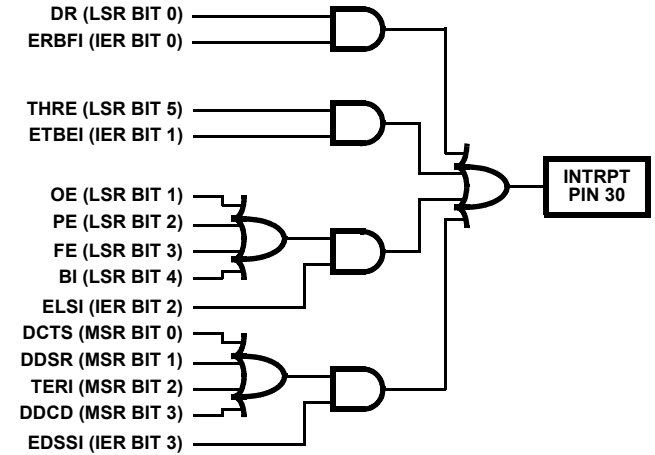 DR (LSR BIT 0)
ERBFI (IER BIT 0)
THRE (LSR BIT 5)
ETBEI (IER BIT 1)
OE (LSR BIT 1)
PE (LSR BIT 2)
FE (LSR BIT 3)
BI (LSR BIT 4)
ELSI (IER BIT 2)
DCTS (MSR BIT 0)
DDSR (MSR BIT 1)
TERI (MSR BIT 2)
DDCD (MSR BIT 3)
EDSSI (IER BIT 3)
INTRPT
PIN 30